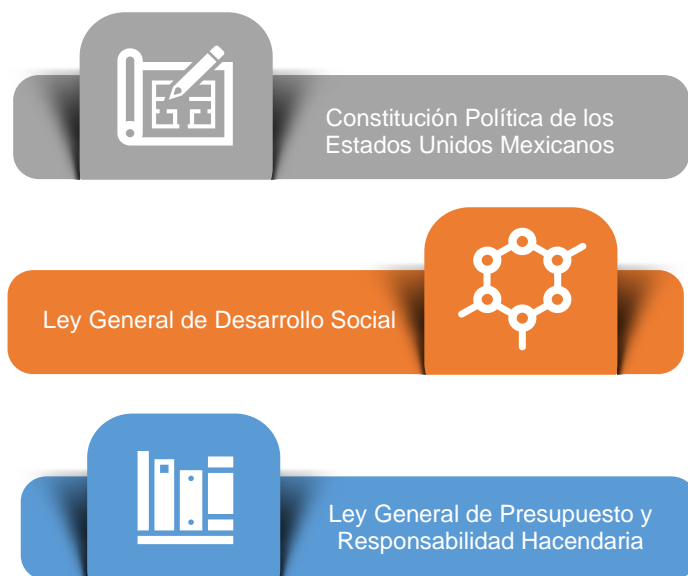 Constitución Política de los
Estados Unidos Mexicanos
Ley General de Desarrollo Social
Ley General de Presupuesto y
Responsabilidad Hacendaria